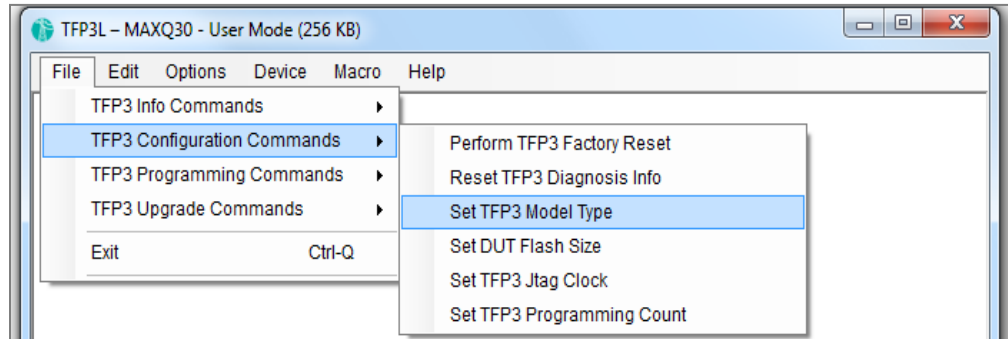 TFP3L – MAXQ30 - User Mode (256 KB)
File Edit Options Device Macro Help
TFP3 Info Commands
TFP3 Configuration Commands
TFP3 Programming Commands
TFP3 Upgrade Commands
Exit Ctrl-Q
Perform TFP3 Factory Reset
Reset TFP3 Diagnosis Info
Set TFP3 Model Type
Set DUT Flash Size
Set TFP3 Jtag Clock
Set TFP3 Programming Count